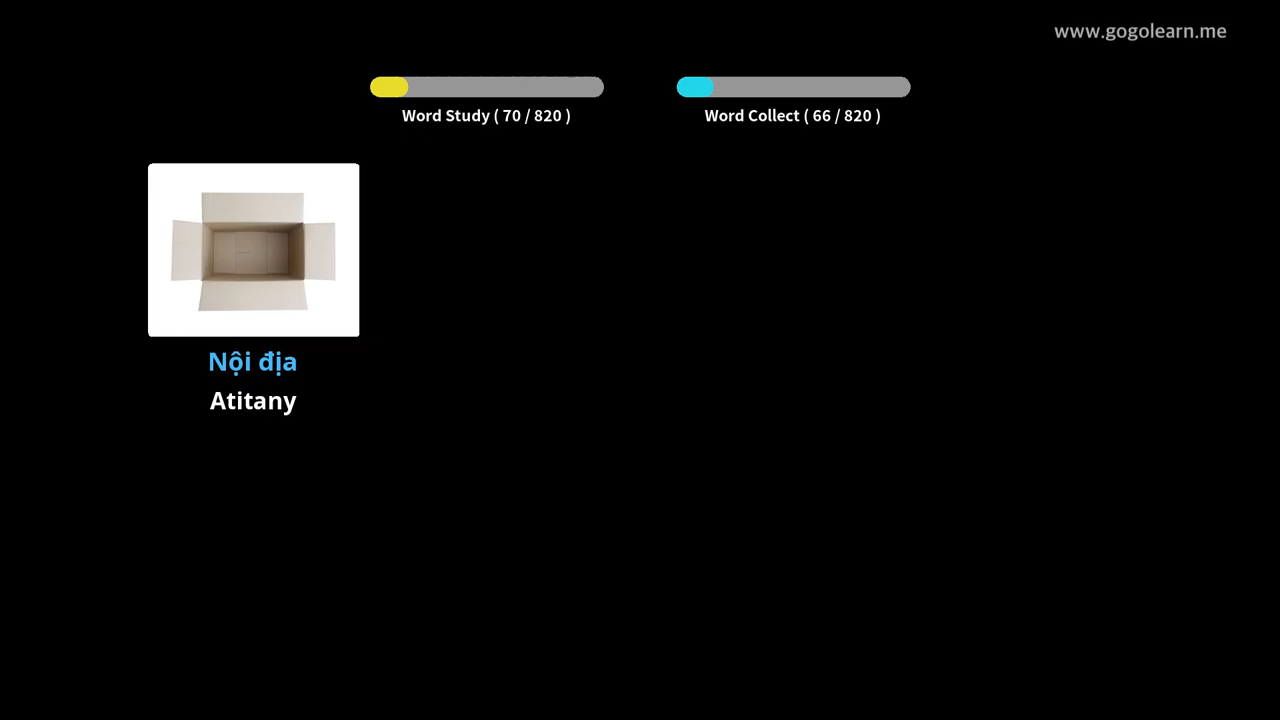 www.gogolearn.me
Word Study ( 70 / 820 )
Word Collect ( 66 / 820 )
Nội địa
Atitany